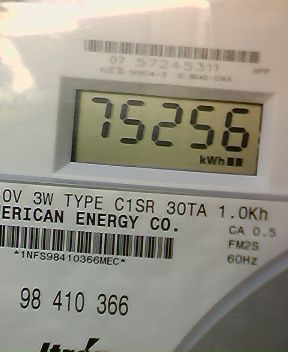 07 57245311
75256
kWh
0V 3W TYPE C1SR 30TA 1.0Kh
ERICAN ENERGY CO.
CA 0.5
FM2S
60Hz
*1NFS98410366MEC*
98 410 366
Itron